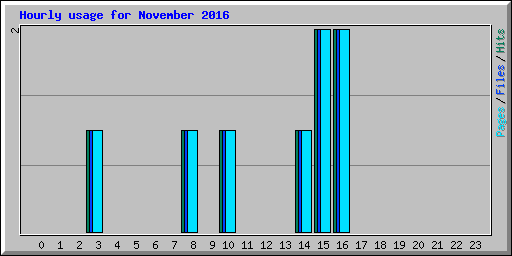 Hourly usage for November 2016
2
0 1 2 3 4 5 6 7 8 9 10 11 12 13 14 15 16 17 18 19 20 21 22 23
Pages/Files/Hits